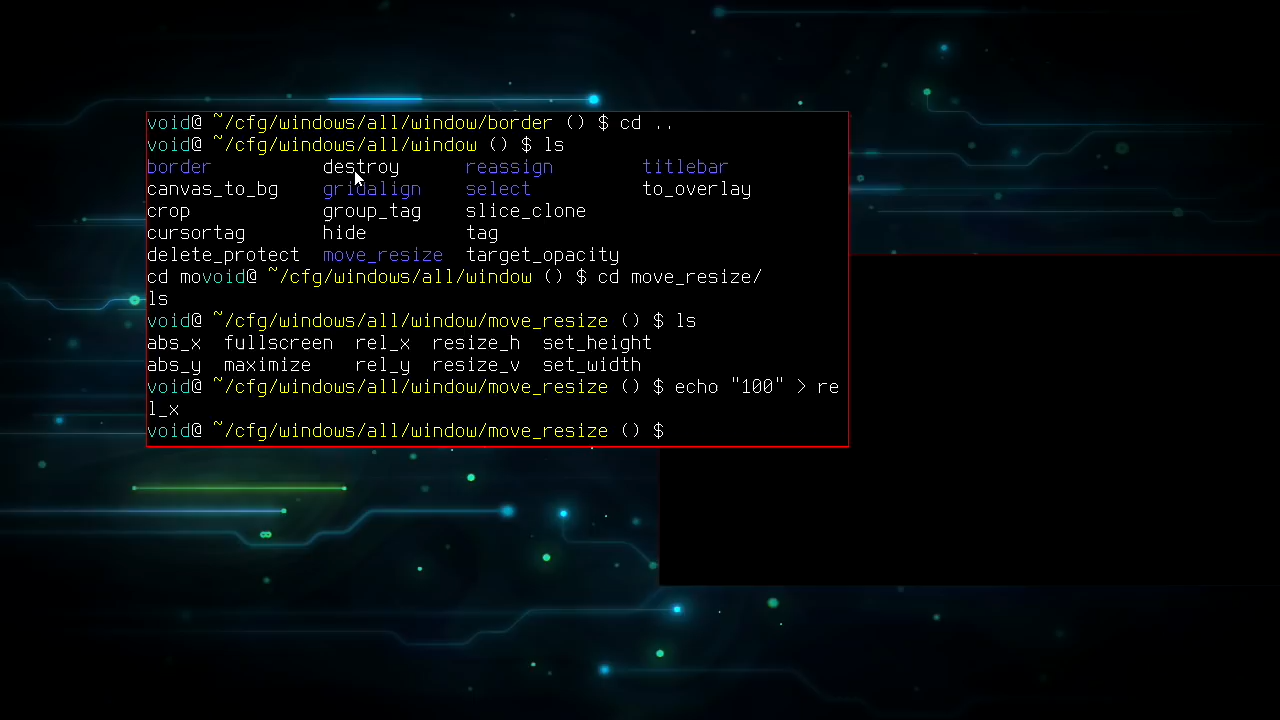 void@ ~/cfg/windows/all/window/border () $ cd ..
void@ ~/cfg/windows/all/window () $ ls
border destroy reassign titlebar
canvas_to_bg gridalign select to_overlay
crop group_tag slice_clone
cursortag hide tag
delete_protect move_resize target_opacity
cd movoid@ ~/cfg/windows/all/window () $ cd move_resize/
ls
void@ ~/cfg/windows/all/window/move_resize () $ ls
abs_x fullscreen rel_x resize_h set_height
abs_y maximize rel_y resize_v set_width
void@ ~/cfg/windows/all/window/move_resize () $ echo "100" > re
l_x
void@ ~/cfg/windows/all/window/move_resize () $